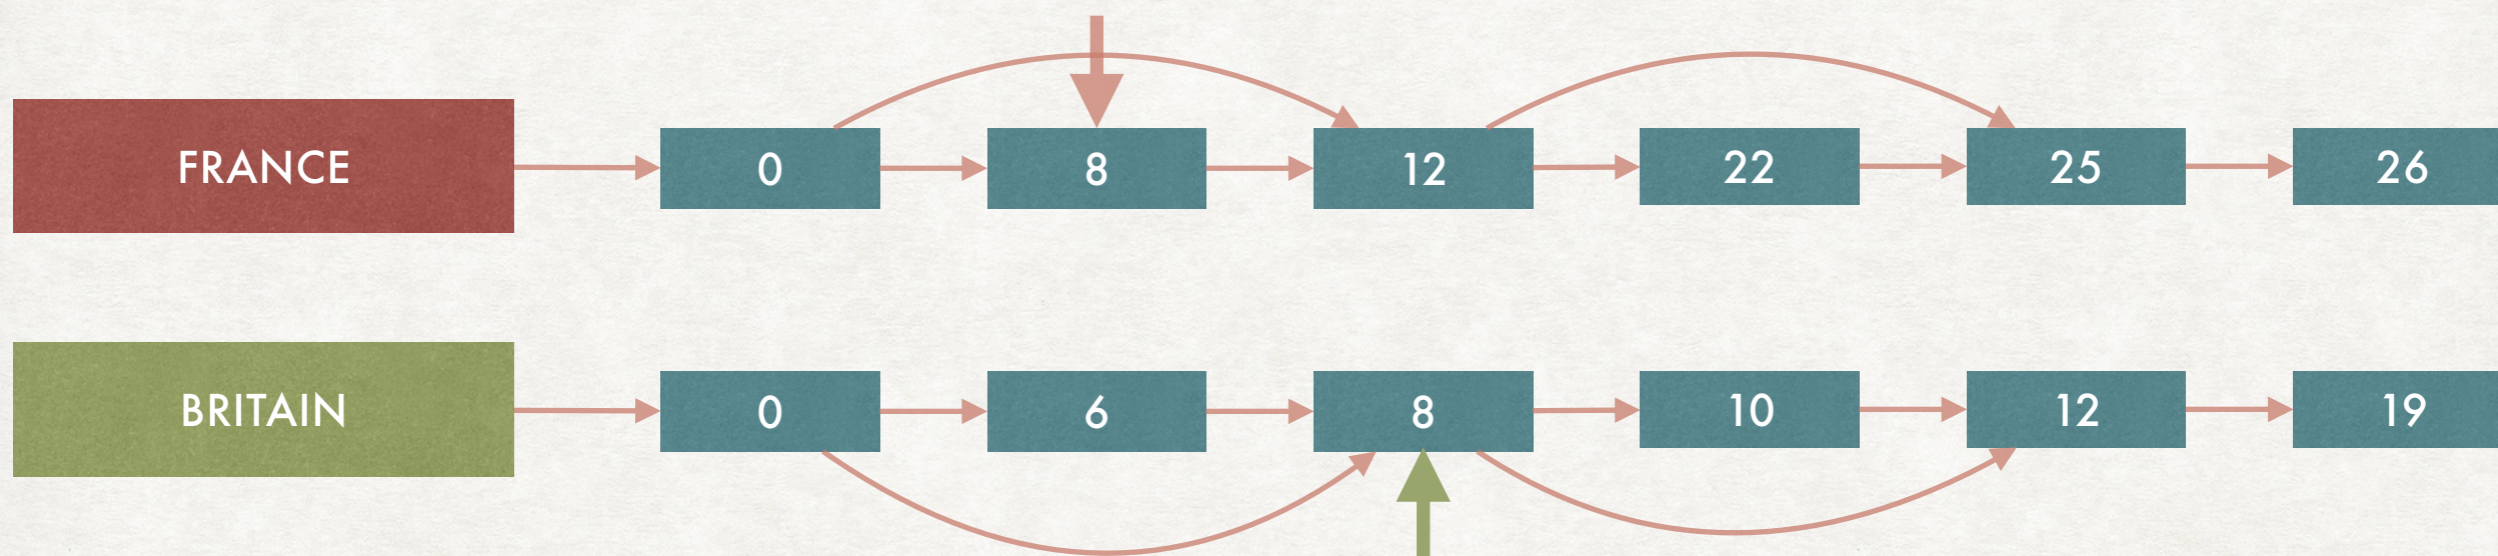 FRANCE 0 8 12 22 25 26
BRITAIN 0 6 8 10 12 19